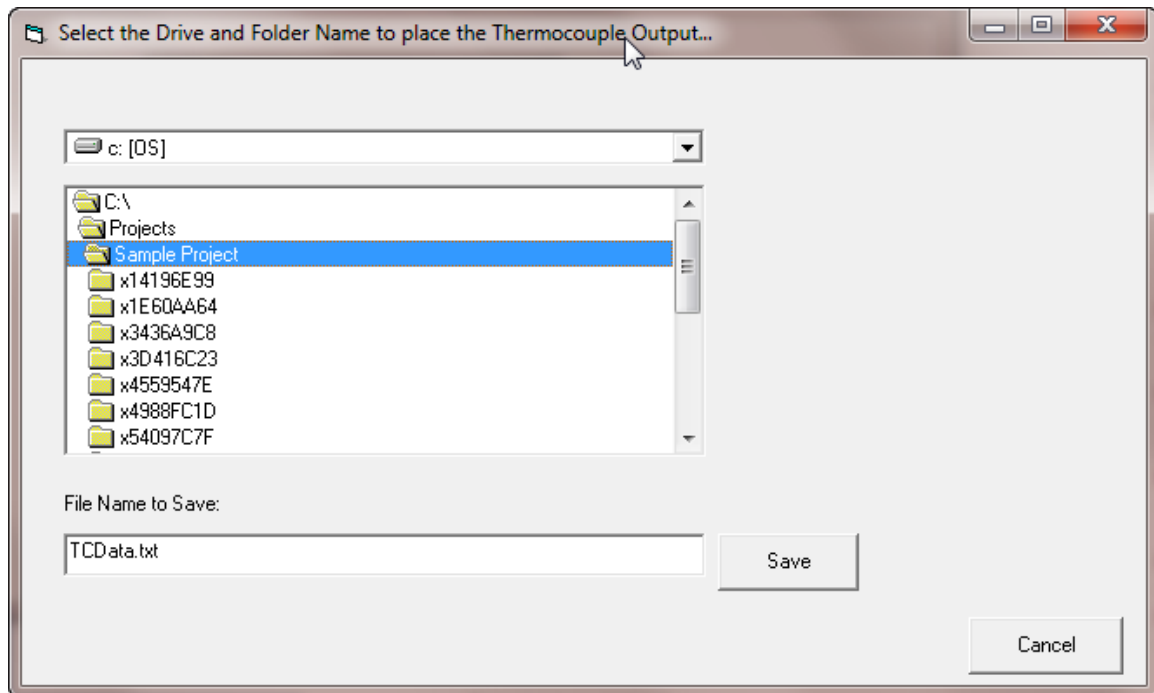 Select the Drive and Folder Name to place the Thermocouple Output...
c: [OS]
C:\
Projects
Sample Project
x14196E99
x1E60AA64
x3436A9C8
x3D416C23
x4559547E
x4988FC1D
x54097C7F
File Name to Save:
TCData.txt
Save
Cancel